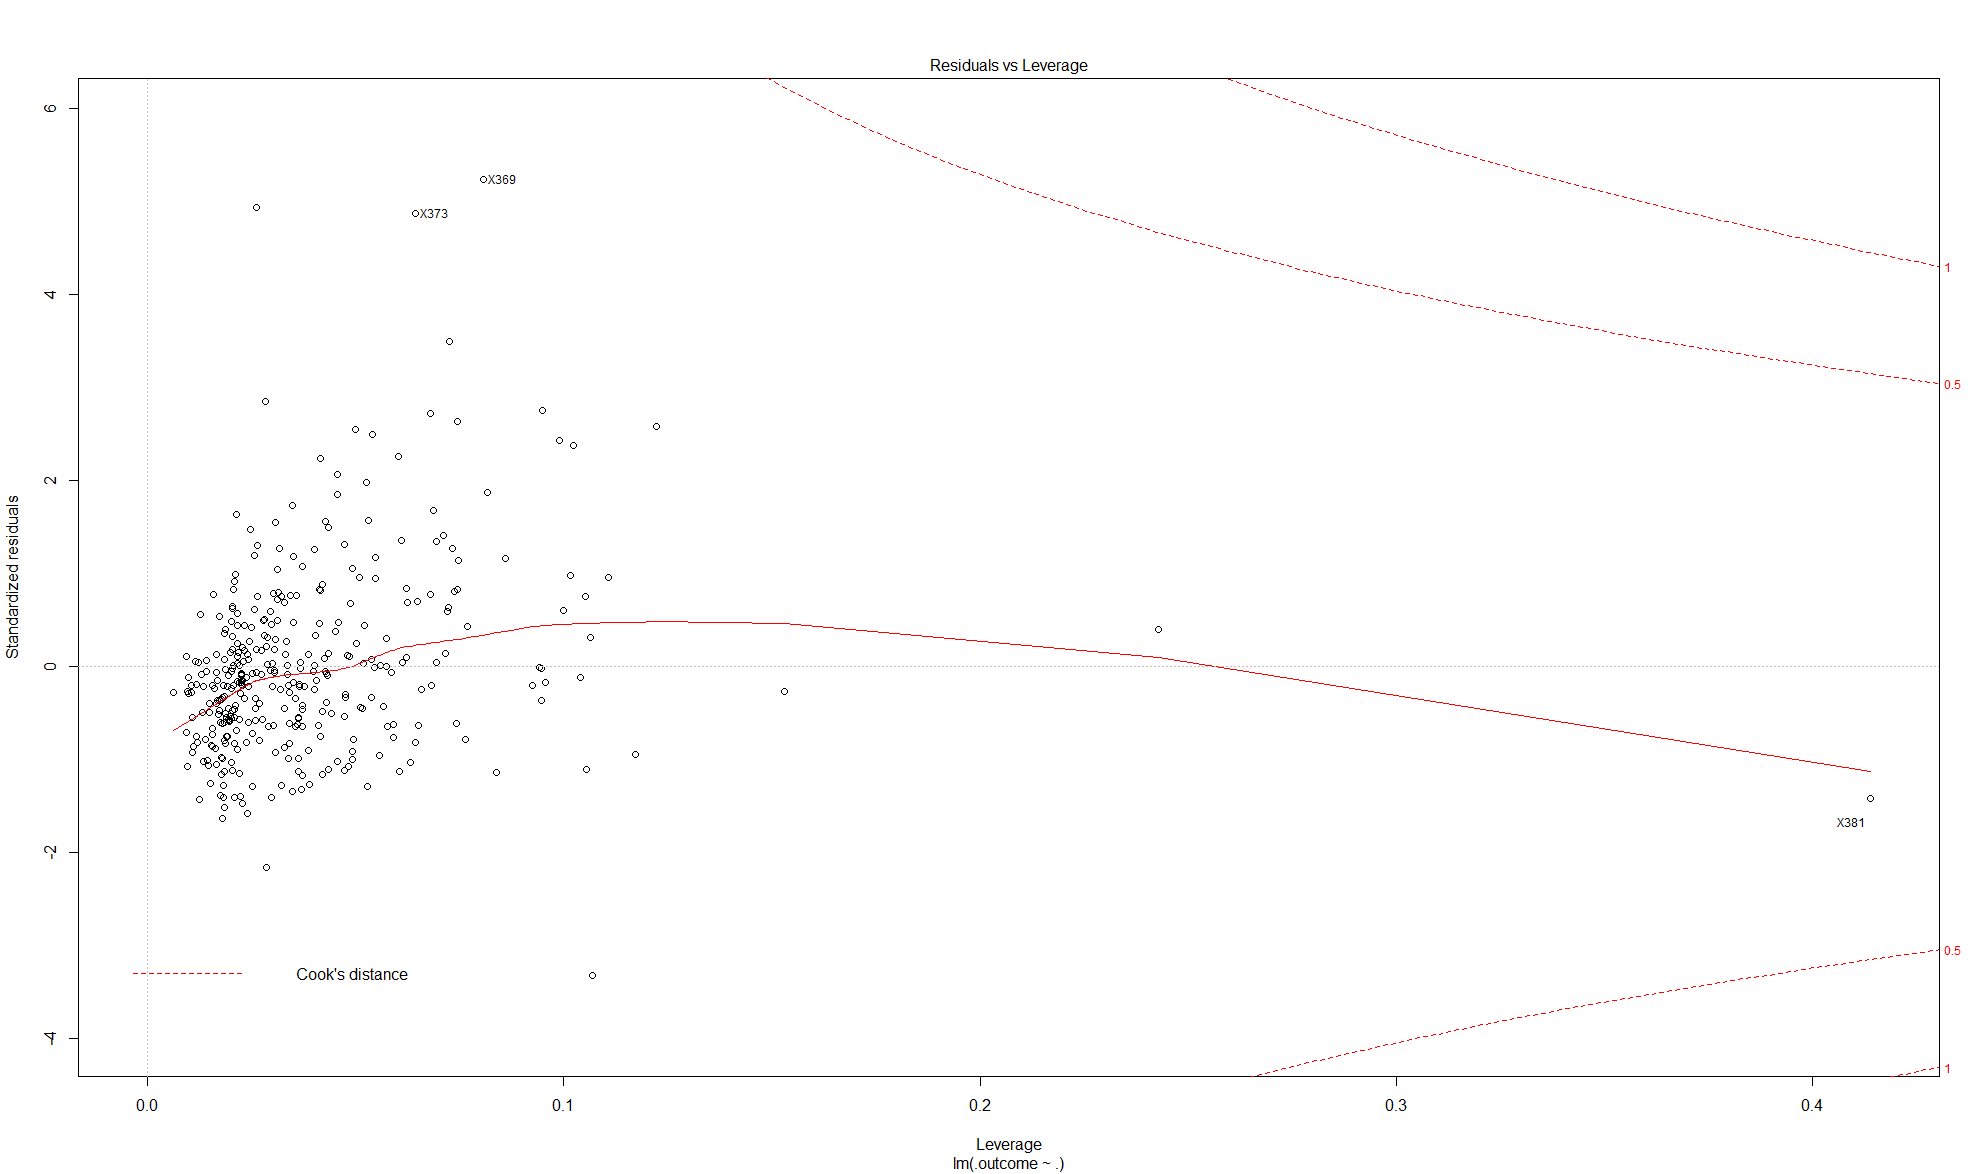 Residuals vs Leverage
6
4
2
0
-2
-4
Standardized residuals
X369
X373
X381
1
0.5
0.5
1
Cook's distance
0.0 0.1 0.2 0.3 0.4
Leverage
lm(.outcome ~ .)